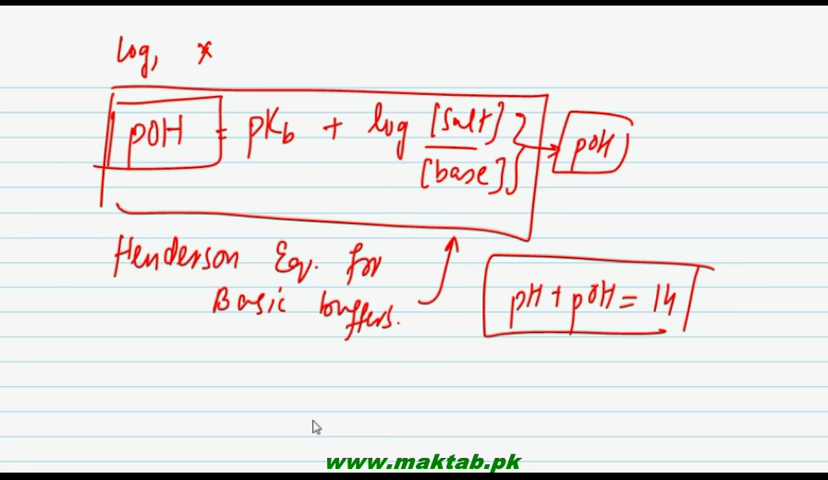 log, *
pOH = pKb + log [salt] / [base] → pOH
Henderson Eq. for
Basic buffers.
pH + pOH = 14
www.maktab.pk